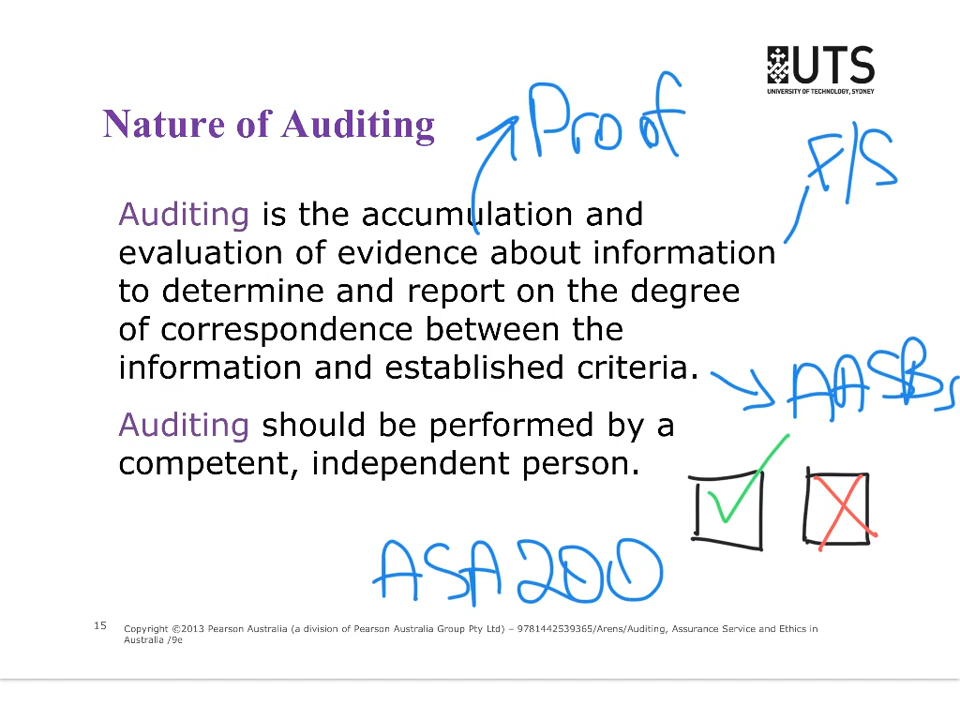 UTS
UNIVERSITY OF TECHNOLOGY, SYDNEY
Nature of Auditing
Proof
F/S
Auditing is the accumulation and
evaluation of evidence about information
to determine and report on the degree
of correspondence between the
information and established criteria.
AASBs
Auditing should be performed by a
competent, independent person.
ASA 200
15
Copyright ©2013 Pearson Australia (a division of Pearson Australia Group Pty Ltd) – 9781442539365/Arens/Auditing, Assurance Service and Ethics in
Australia /9e